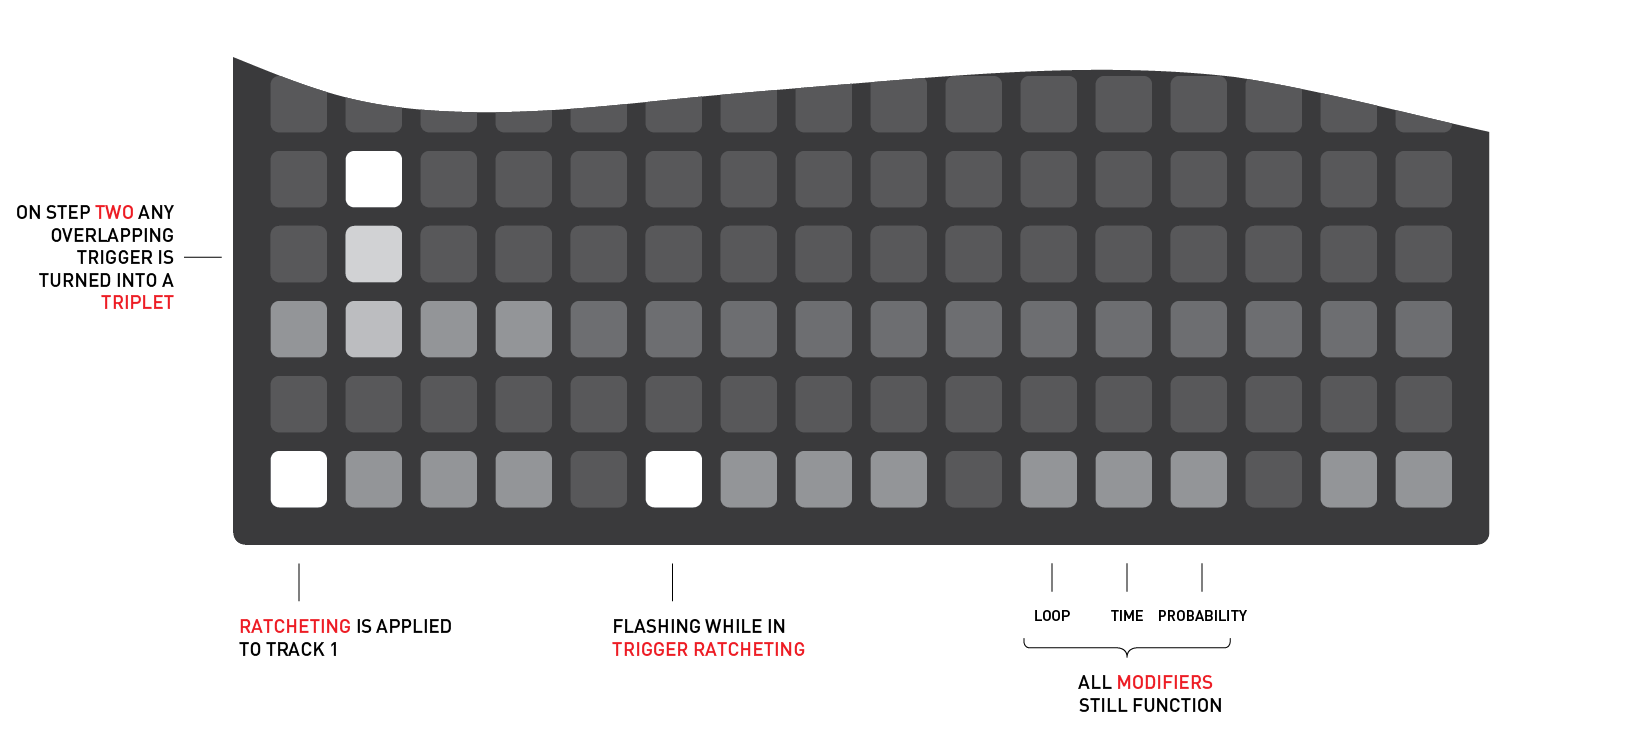 ON STEP TWO ANY
OVERLAPPING
TRIGGER IS
TURNED INTO A
TRIPLET
RATCHETING IS APPLIED
TO TRACK 1
FLASHING WHILE IN
TRIGGER RATCHETING
LOOP TIME PROBABILITY
ALL MODIFIERS
STILL FUNCTION